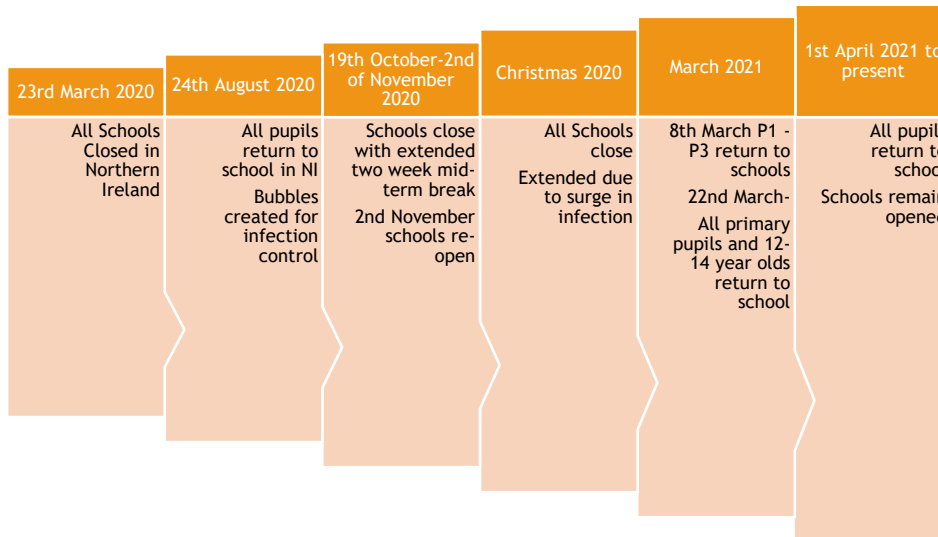 23rd March 2020
All Schools
Closed in
Northern
Ireland
24th August 2020
All pupils
return to
school in NI
Bubbles
created for
infection
control
19th October-2nd
of November
2020
Schools close
with extended
two week mid-
term break
2nd November
schools re-
open
Christmas 2020
All Schools
close
Extended due
to surge in
infection
March 2021
8th March P1 -
P3 return to
schools
22nd March-
All primary
pupils and 12-
14 year olds
return to
school
1st April 2021 to
present
All pupil
return to
schoo
Schools remain
opened